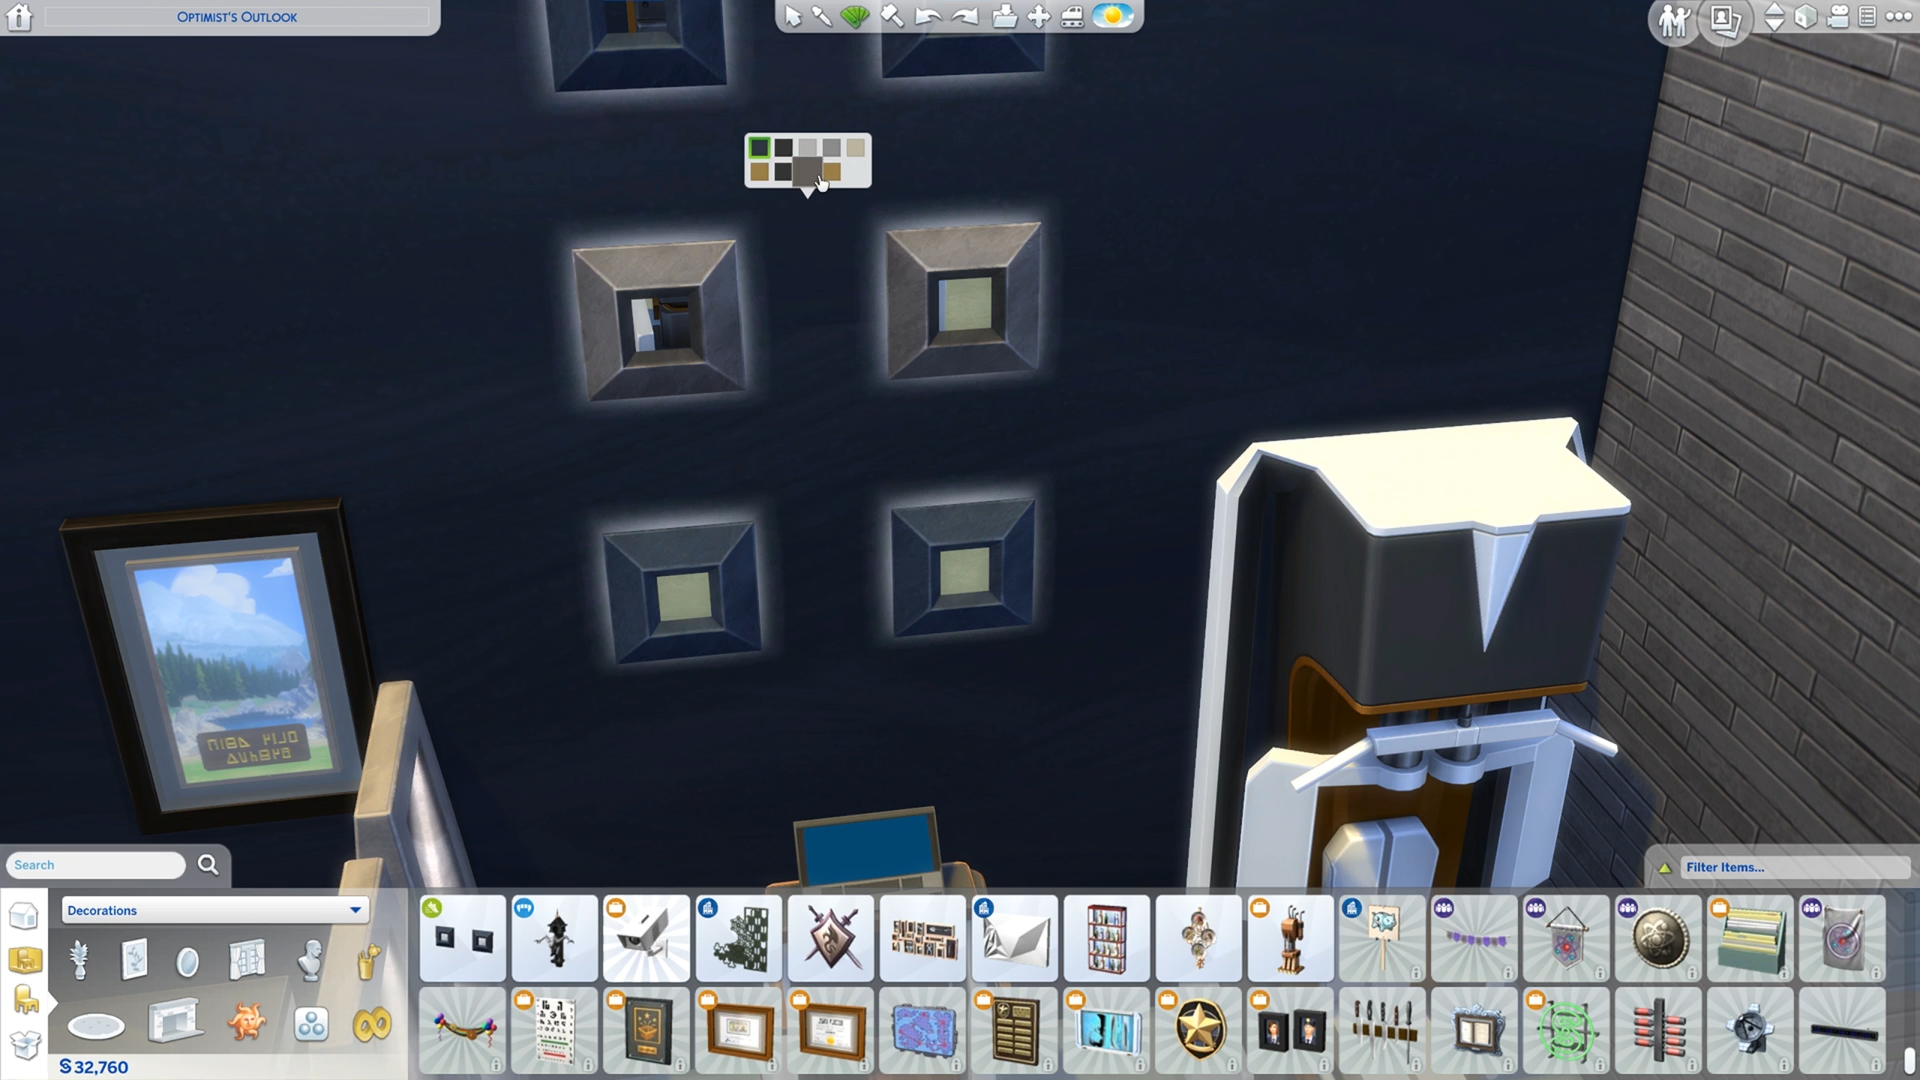 OPTIMIST'S OUTLOOK
Search
Filter Items...
Decorations
§32,760